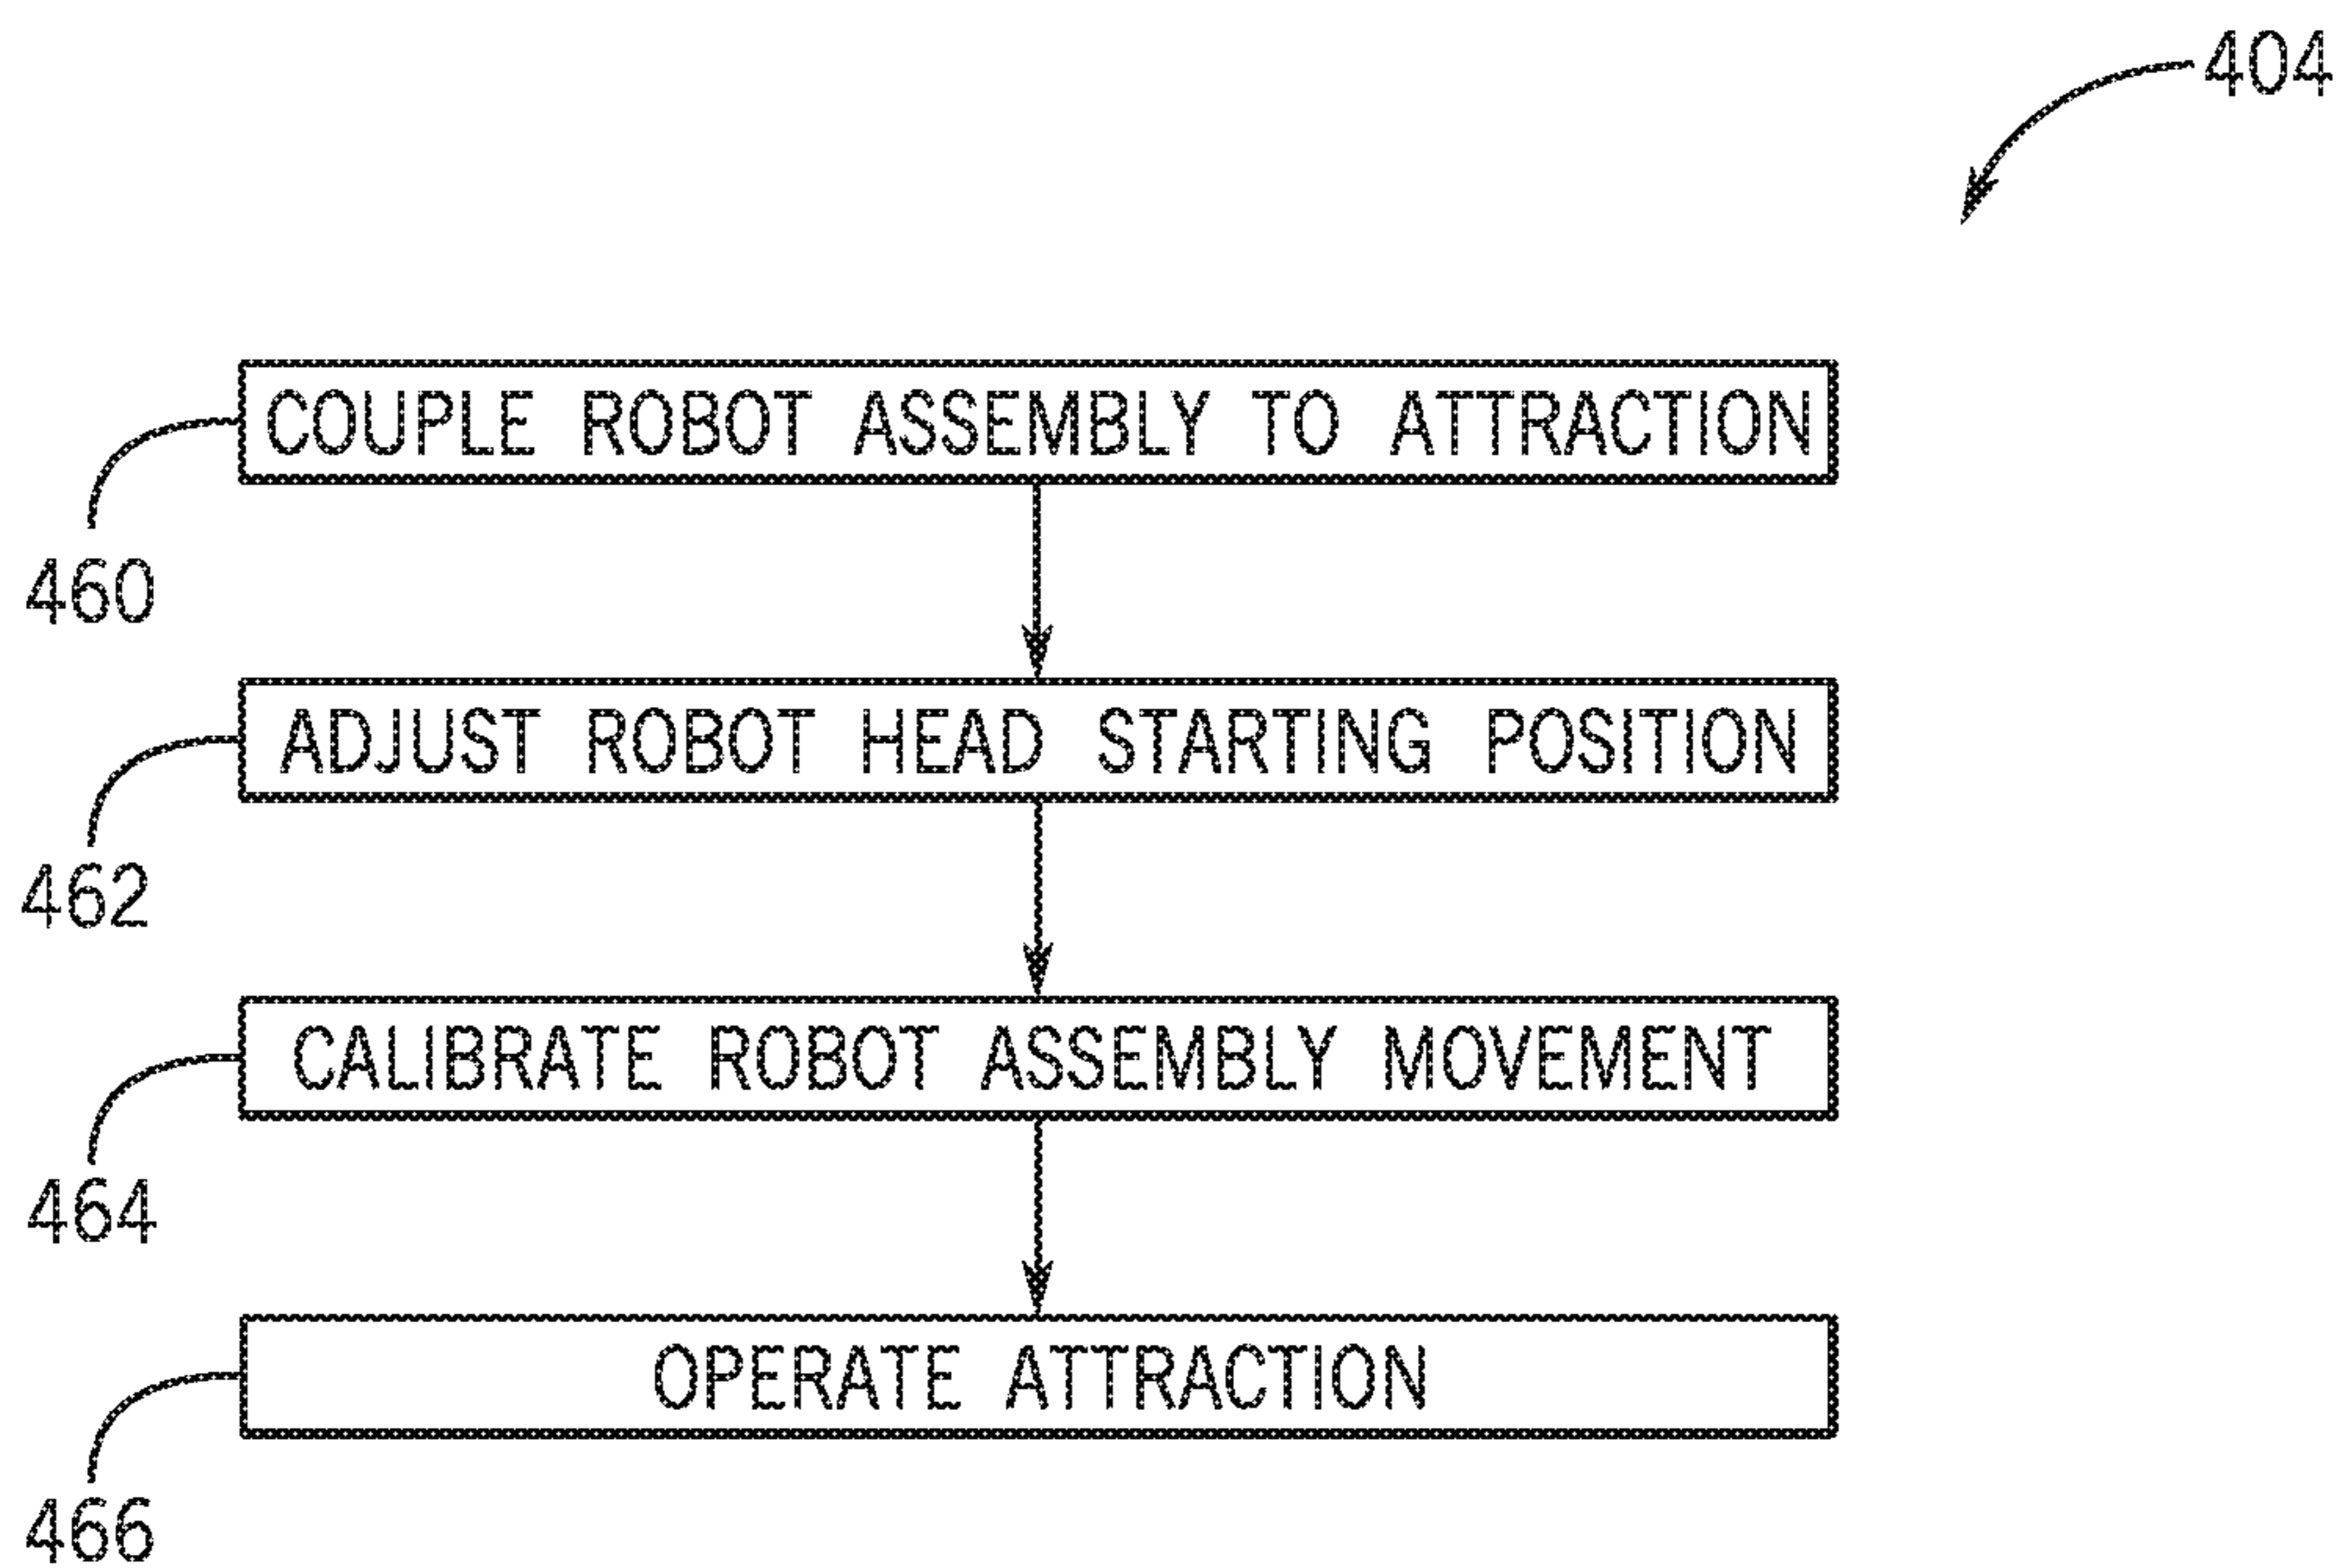 404
COUPLE ROBOT ASSEMBLY TO ATTRACTION
460
ADJUST ROBOT HEAD STARTING POSITION
462
CALIBRATE ROBOT ASSEMBLY MOVEMENT
464
OPERATE ATTRACTION
466